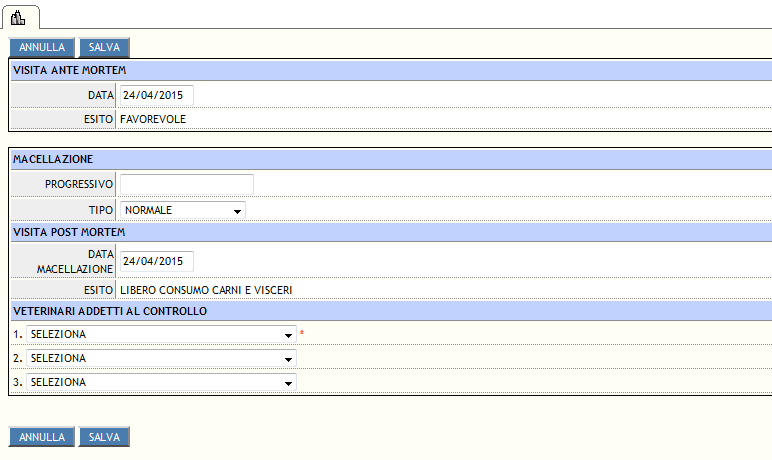 ANNULLA SALVA
VISITA ANTE MORTEM
DATA 24/04/2015
ESITO FAVOREVOLE
MACELLAZIONE
PROGRESSIVO
TIPO NORMALE
VISITA POST MORTEM
DATA
MACELLAZIONE 24/04/2015
ESITO LIBERO CONSUMO CARNI E VISCERI
VETERINARI ADDETTI AL CONTROLLO
1. SELEZIONA *
2. SELEZIONA
3. SELEZIONA
ANNULLA SALVA